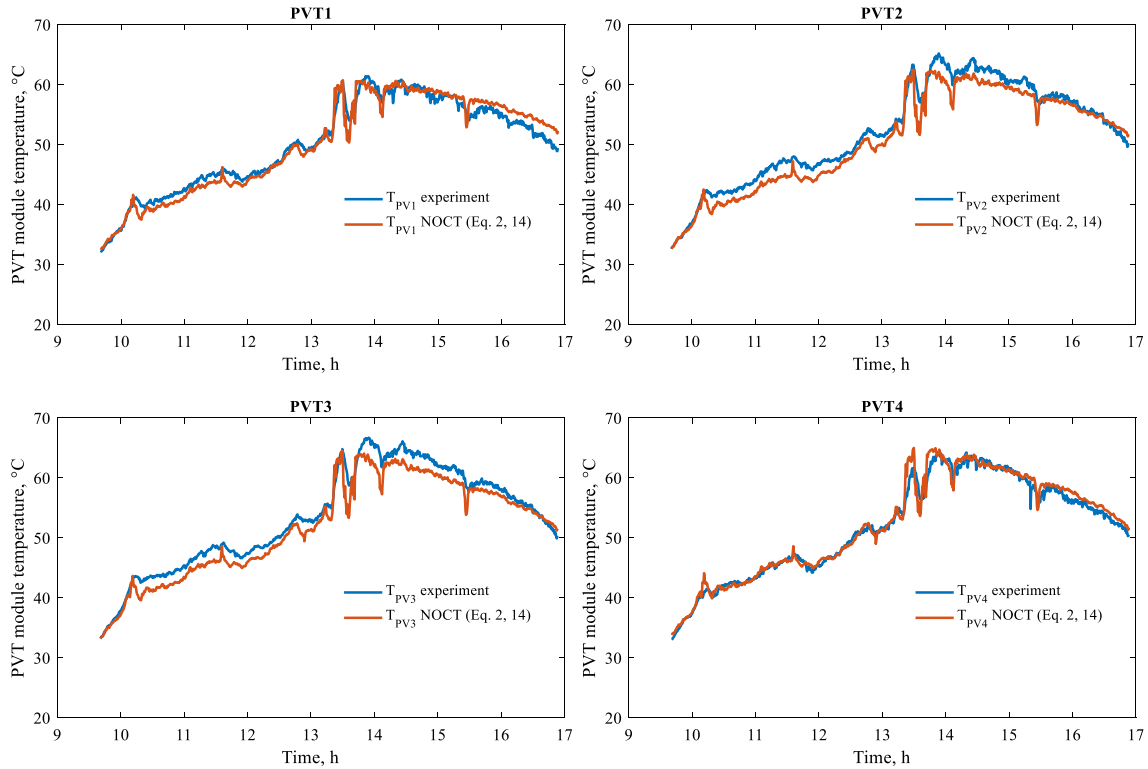 PVT1
PVT module temperature, °C
70
60
50
40
30
20
T_PV1 experiment
T_PV1 NOCT (Eq. 2, 14)
9 10 11 12 13 14 15 16 17
Time, h
PVT2
PVT module temperature, °C
70
60
50
40
30
20
T_PV2 experiment
T_PV2 NOCT (Eq. 2, 14)
9 10 11 12 13 14 15 16 17
Time, h
PVT3
PVT module temperature, °C
70
60
50
40
30
20
T_PV3 experiment
T_PV3 NOCT (Eq. 2, 14)
9 10 11 12 13 14 15 16 17
Time, h
PVT4
PVT module temperature, °C
70
60
50
40
30
20
T_PV4 experiment
T_PV4 NOCT (Eq. 2, 14)
9 10 11 12 13 14 15 16 17
Time, h